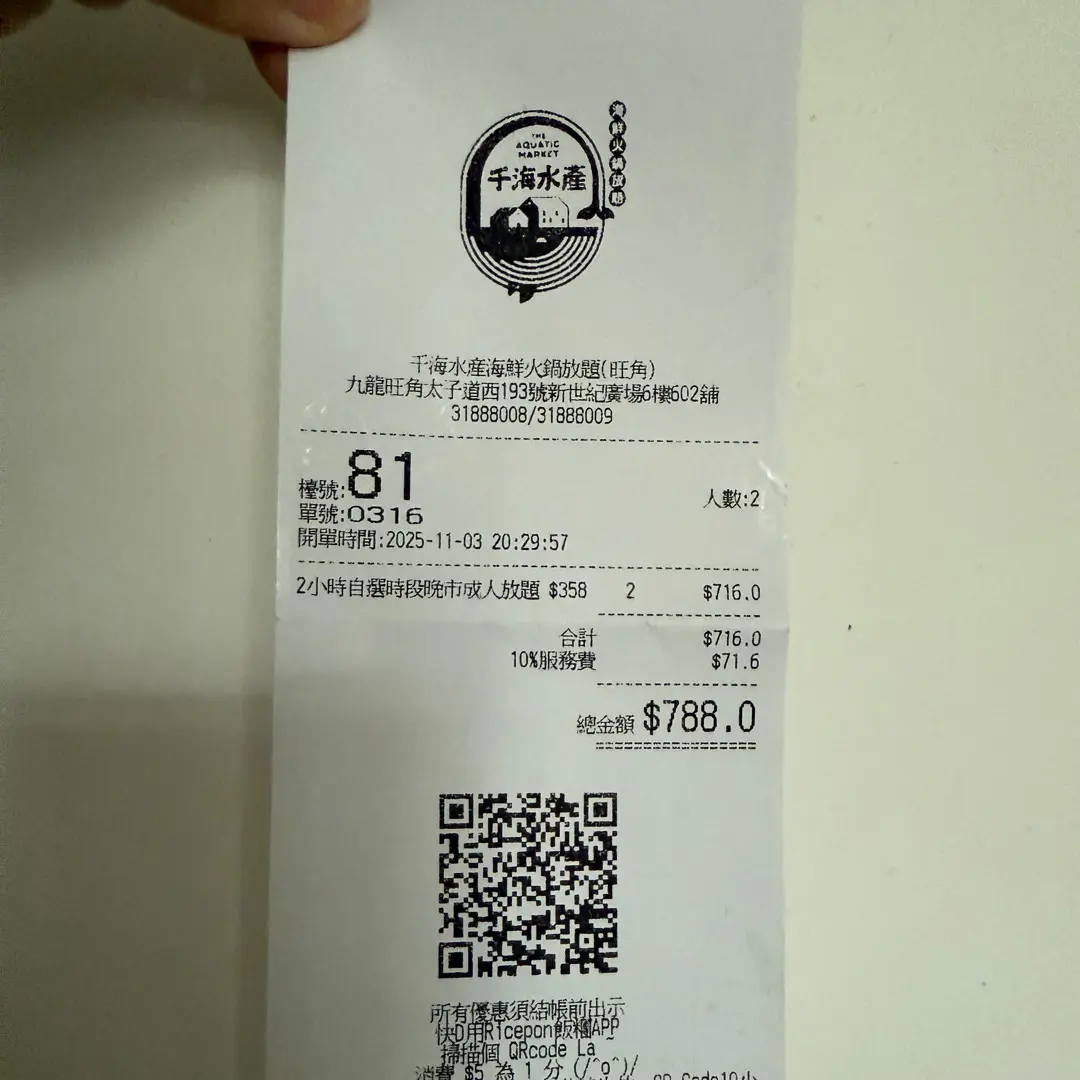 THE
AQUATIC
MARKET
千海水產
海鮮火鍋放題
千海水產海鮮火鍋放題(旺角)
九龍旺角太子道西193號新世紀廣場6樓602舖
31888008/31888009
檯號:81
人數:2
單號:0316
開單時間:2025-11-03 20:29:57
2小時自選時段晚市成人放題 $358 2 $716.0
合計 $716.0
10%服務費 $71.6
總金額 $788.0
所有優惠須結帳前出示
快D用Ricepon飯糰APP
掃描個 QRcode La~
消費 $5 為 1 分 (/^o^)/